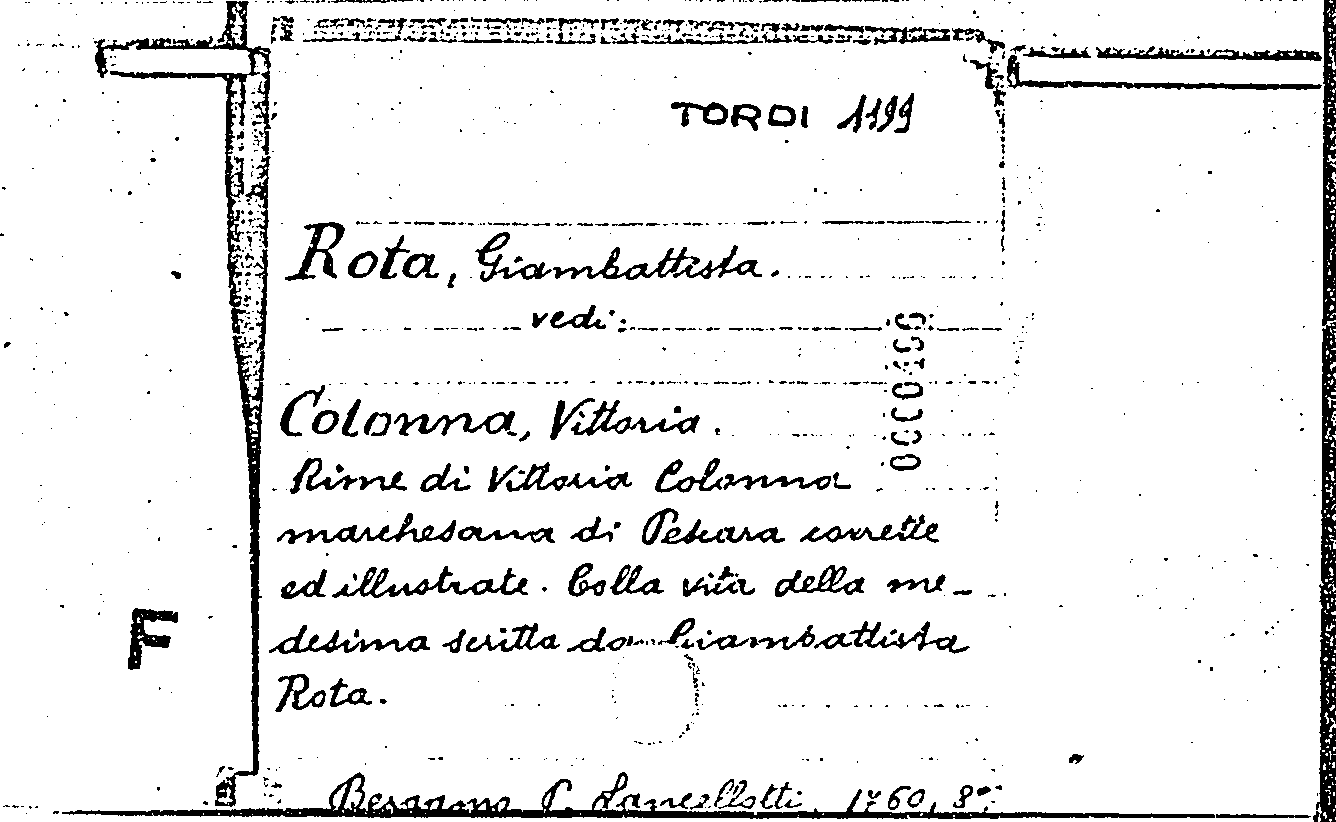 TORDI 1199
Rota, Giambattista.
vedi:
Colonna, Vittoria.
Rime di Vittoria Colonna
marchesana di Pescara corrette
ed illustrate. Colla vita della me-
desima scritta da Giambattista
Rota.
F
Bergamo P. Lancellotti, 1760, 8°;